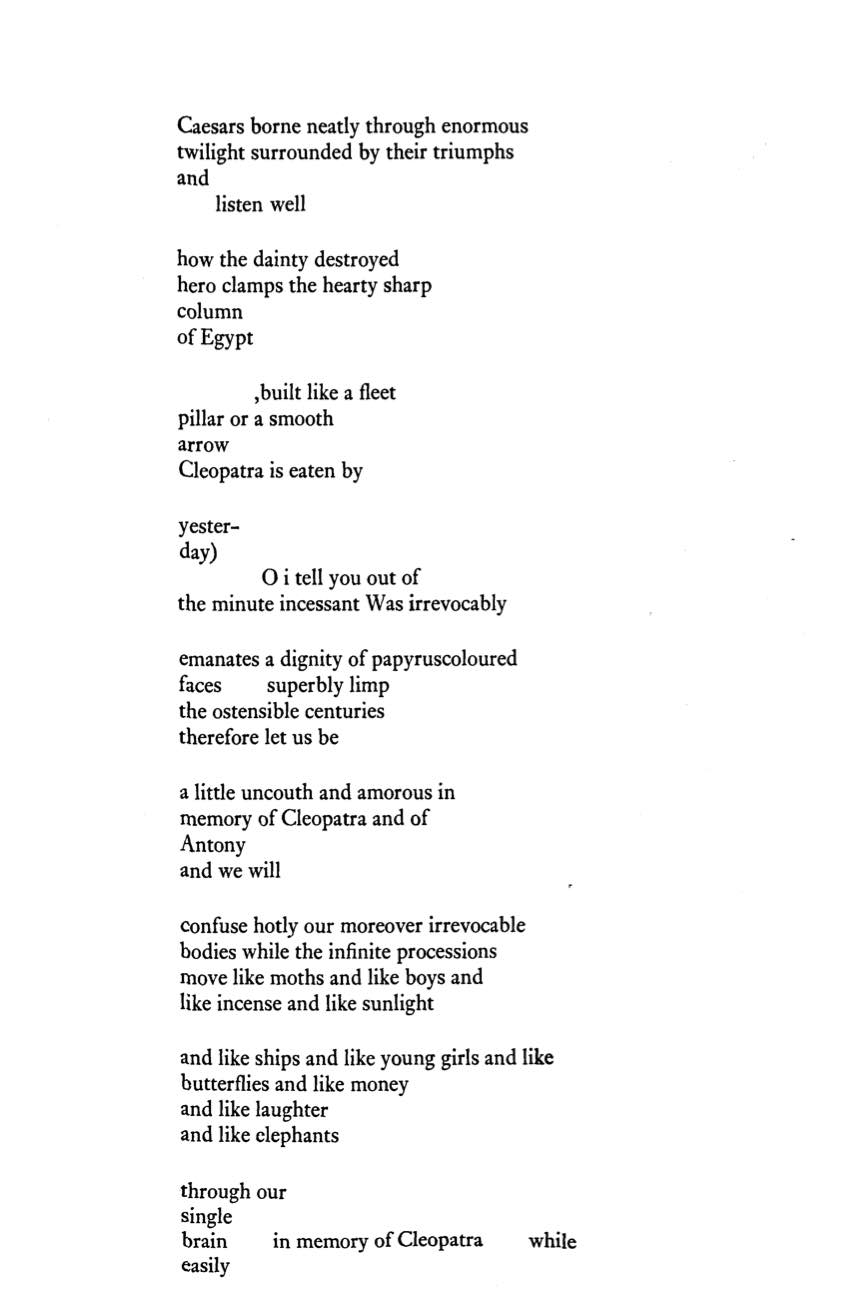 Caesars borne neatly through enormous
twilight surrounded by their triumphs
and
listen well
how the dainty destroyed
hero clamps the hearty sharp
column
of Egypt
,built like a fleet
pillar or a smooth
arrow
Cleopatra is eaten by
yester-
day)
O i tell you out of
the minute incessant Was irrevocably
emanates a dignity of papyruscoloured
faces superbly limp
the ostensible centuries
therefore let us be
a little uncouth and amorous in
memory of Cleopatra and of
Antony
and we will
confuse hotly our moreover irrevocable
bodies while the infinite processions
move like moths and like boys and
like incense and like sunlight
and like ships and like young girls and like
butterflies and like money
and like laughter
and like elephants
through our
single
brain in memory of Cleopatra while
easily